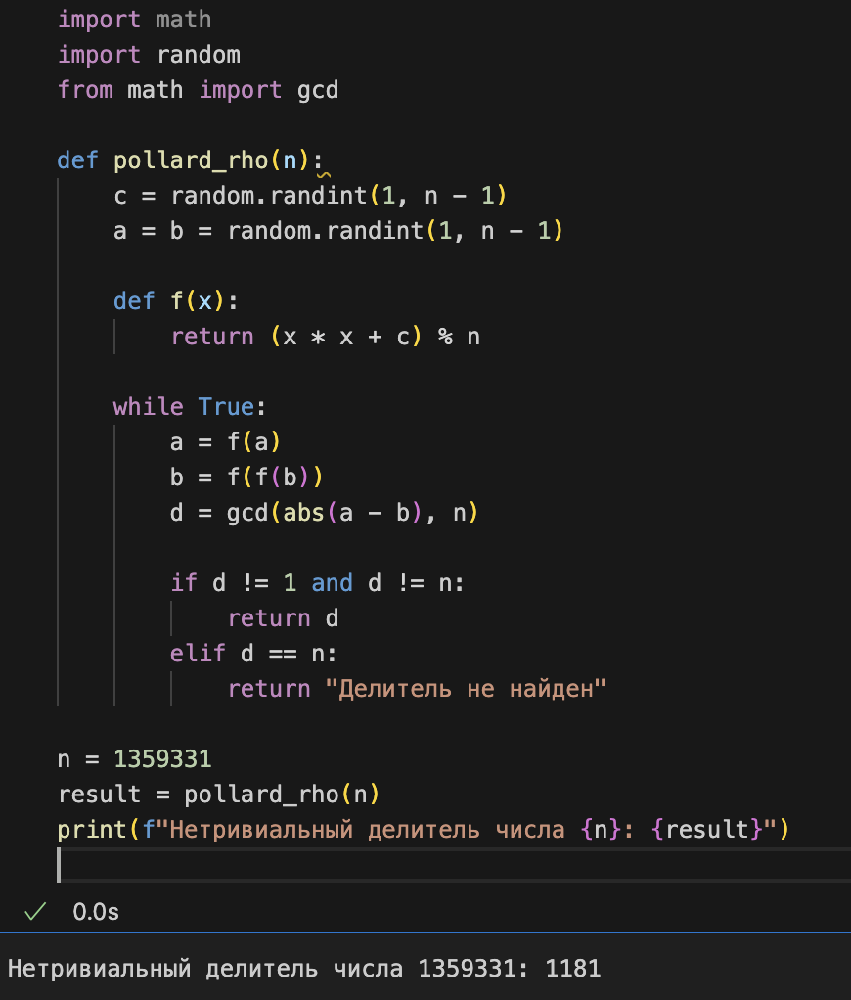 import math
import random
from math import gcd
def pollard_rho(n):
c = random.randint(1, n - 1)
a = b = random.randint(1, n - 1)
def f(x):
return (x * x + c) % n
while True:
a = f(a)
b = f(f(b))
d = gcd(abs(a - b), n)
if d != 1 and d != n:
return d
elif d == n:
return "Делитель не найден"
n = 1359331
result = pollard_rho(n)
print(f"Нетривиальный делитель числа {n}: {result}")
0.0s
Нетривиальный делитель числа 1359331: 1181